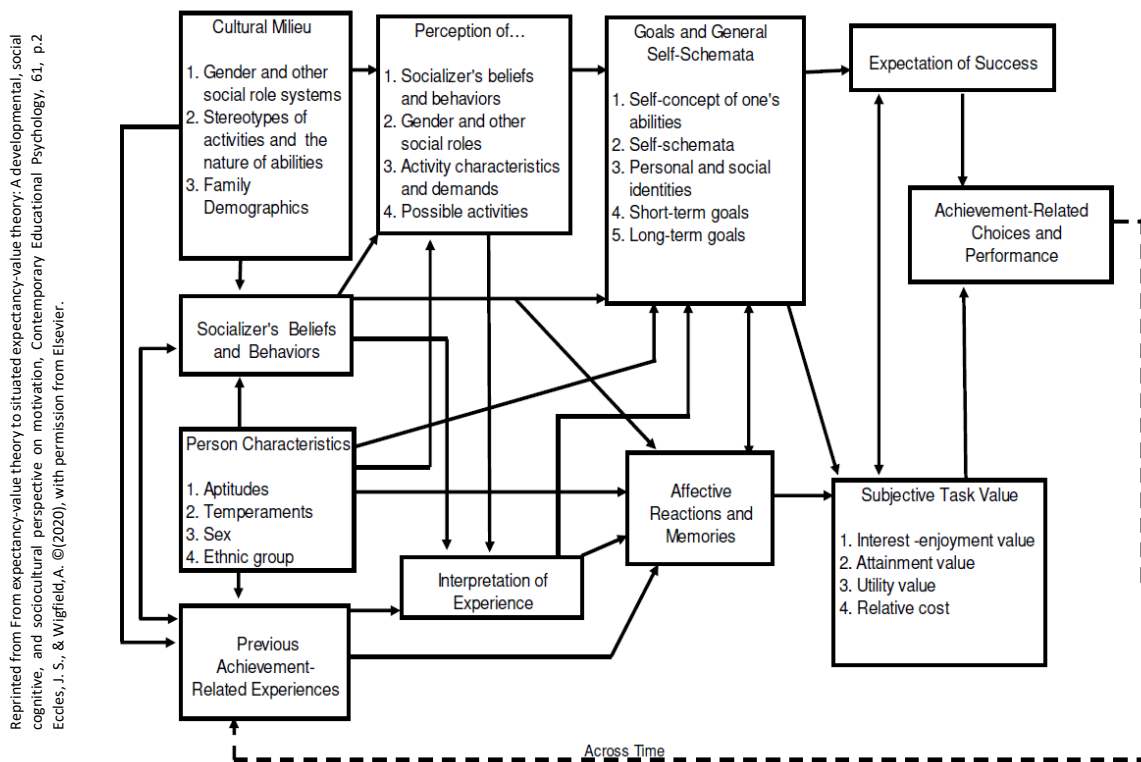 Reprinted from From expectancy-value theory to situated expectancy-value theory: A developmental, social
cognitive, and sociocultural perspective on motivation, Contemporary Educational Psychology, 61, p.2
Eccles, J. S., & Wigfield,A. ©(2020), with permission from Elsevier.
Cultural Milieu
1. Gender and other
social role systems
2. Stereotypes of
activities and the
nature of abilities
3. Family
Demographics
Perception of...
1. Socializer's beliefs
and behaviors
2. Gender and other
social roles
3. Activity characteristics
and demands
4. Possible activities
Goals and General
Self-Schemata
1. Self-concept of one's
abilities
2. Self-schemata
3. Personal and social
identities
4. Short-term goals
5. Long-term goals
Expectation of Success
Achievement-Related
Choices and
Performance
Socializer's Beliefs
and Behaviors
Person Characteristics
1. Aptitudes
2. Temperaments
3. Sex
4. Ethnic group
Affective
Reactions and
Memories
Subjective Task Value
1. Interest -enjoyment value
2. Attainment value
3. Utility value
4. Relative cost
Interpretation of
Experience
Previous
Achievement-
Related Experiences
Across Time